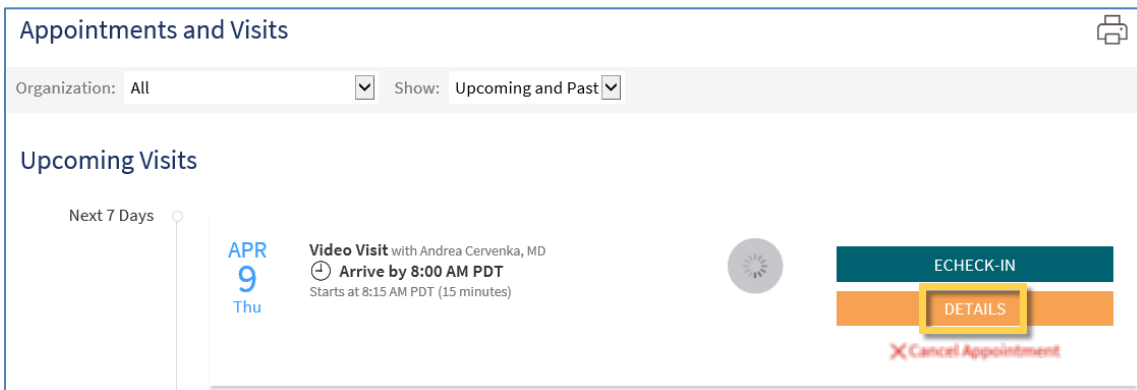 Appointments and Visits
Organization: All Show: Upcoming and Past
Upcoming Visits
Next 7 Days
APR
9
Thu
Video Visit with Andrea Cervenka, MD
Arrive by 8:00 AM PDT
Starts at 8:15 AM PDT (15 minutes)
ECHECK-IN
DETAILS
Cancel Appointment